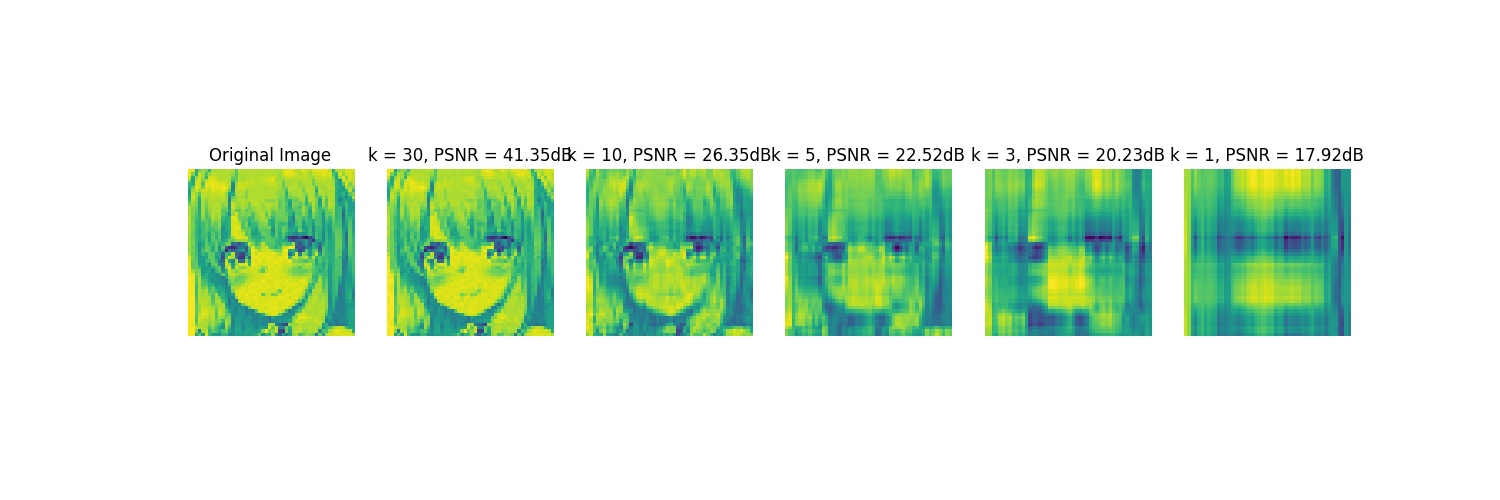 Original Image
k = 30, PSNR = 41.35dB
k = 10, PSNR = 26.35dB
k = 5, PSNR = 22.52dB
k = 3, PSNR = 20.23dB
k = 1, PSNR = 17.92dB